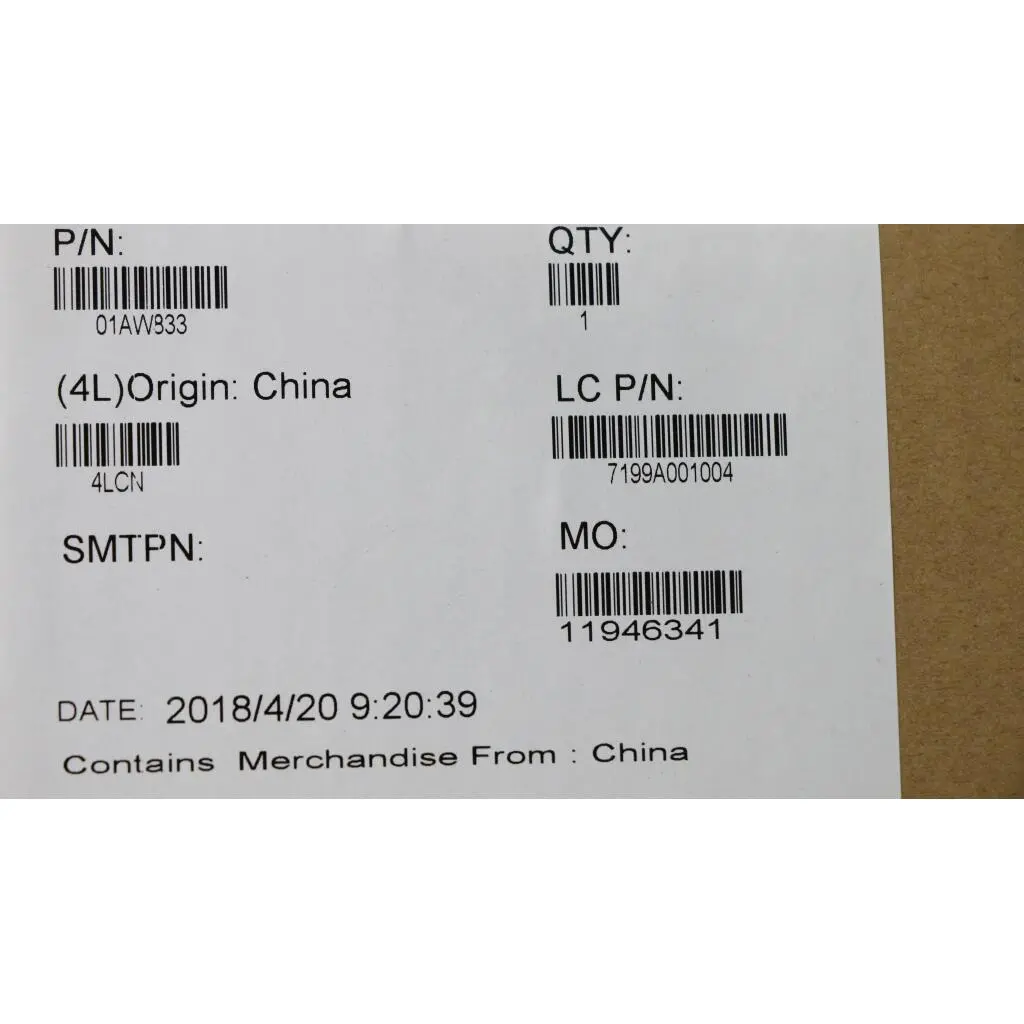 P/N:
QTY:
01AW833
1
(4L)Origin: China
LC P/N:
4LCN
7199A001004
SMTPN:
MO:
11946341
DATE: 2018/4/20 9:20:39
Contains Merchandise From : China